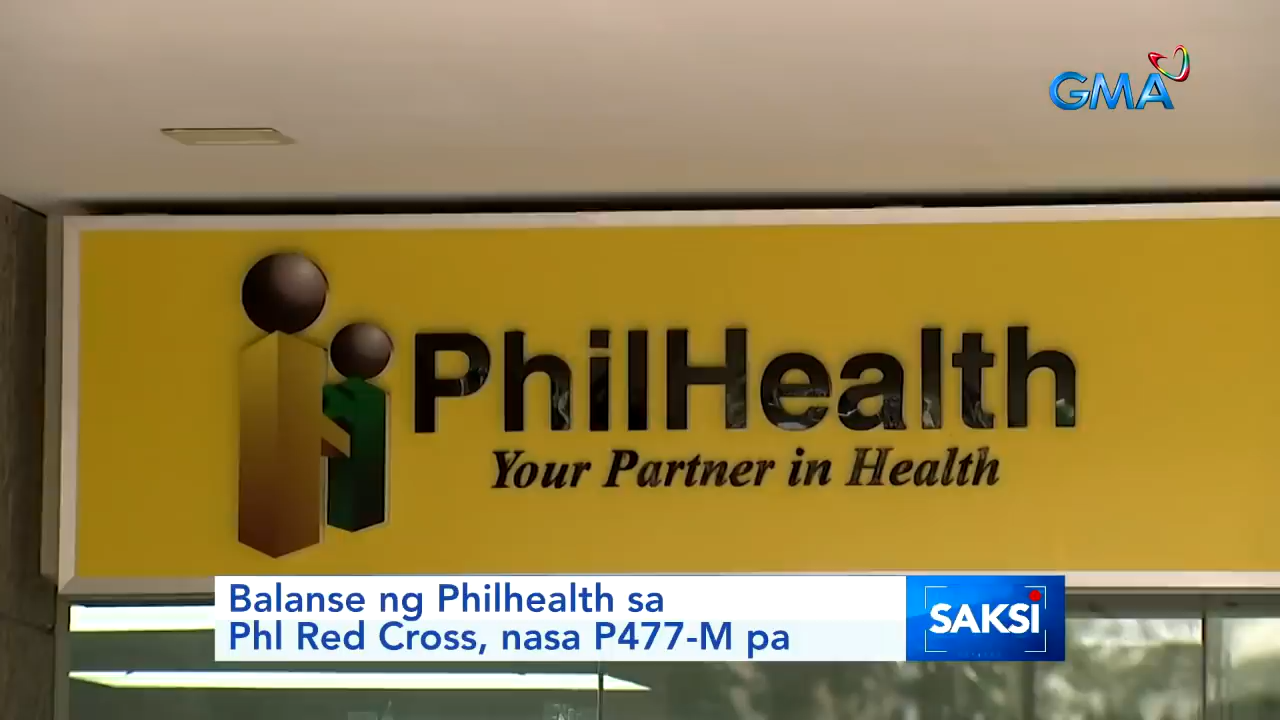 GMA
PhilHealth
Your Partner in Health
Balanse ng Philhealth sa
Phl Red Cross, nasa P477-M pa
SAKSI